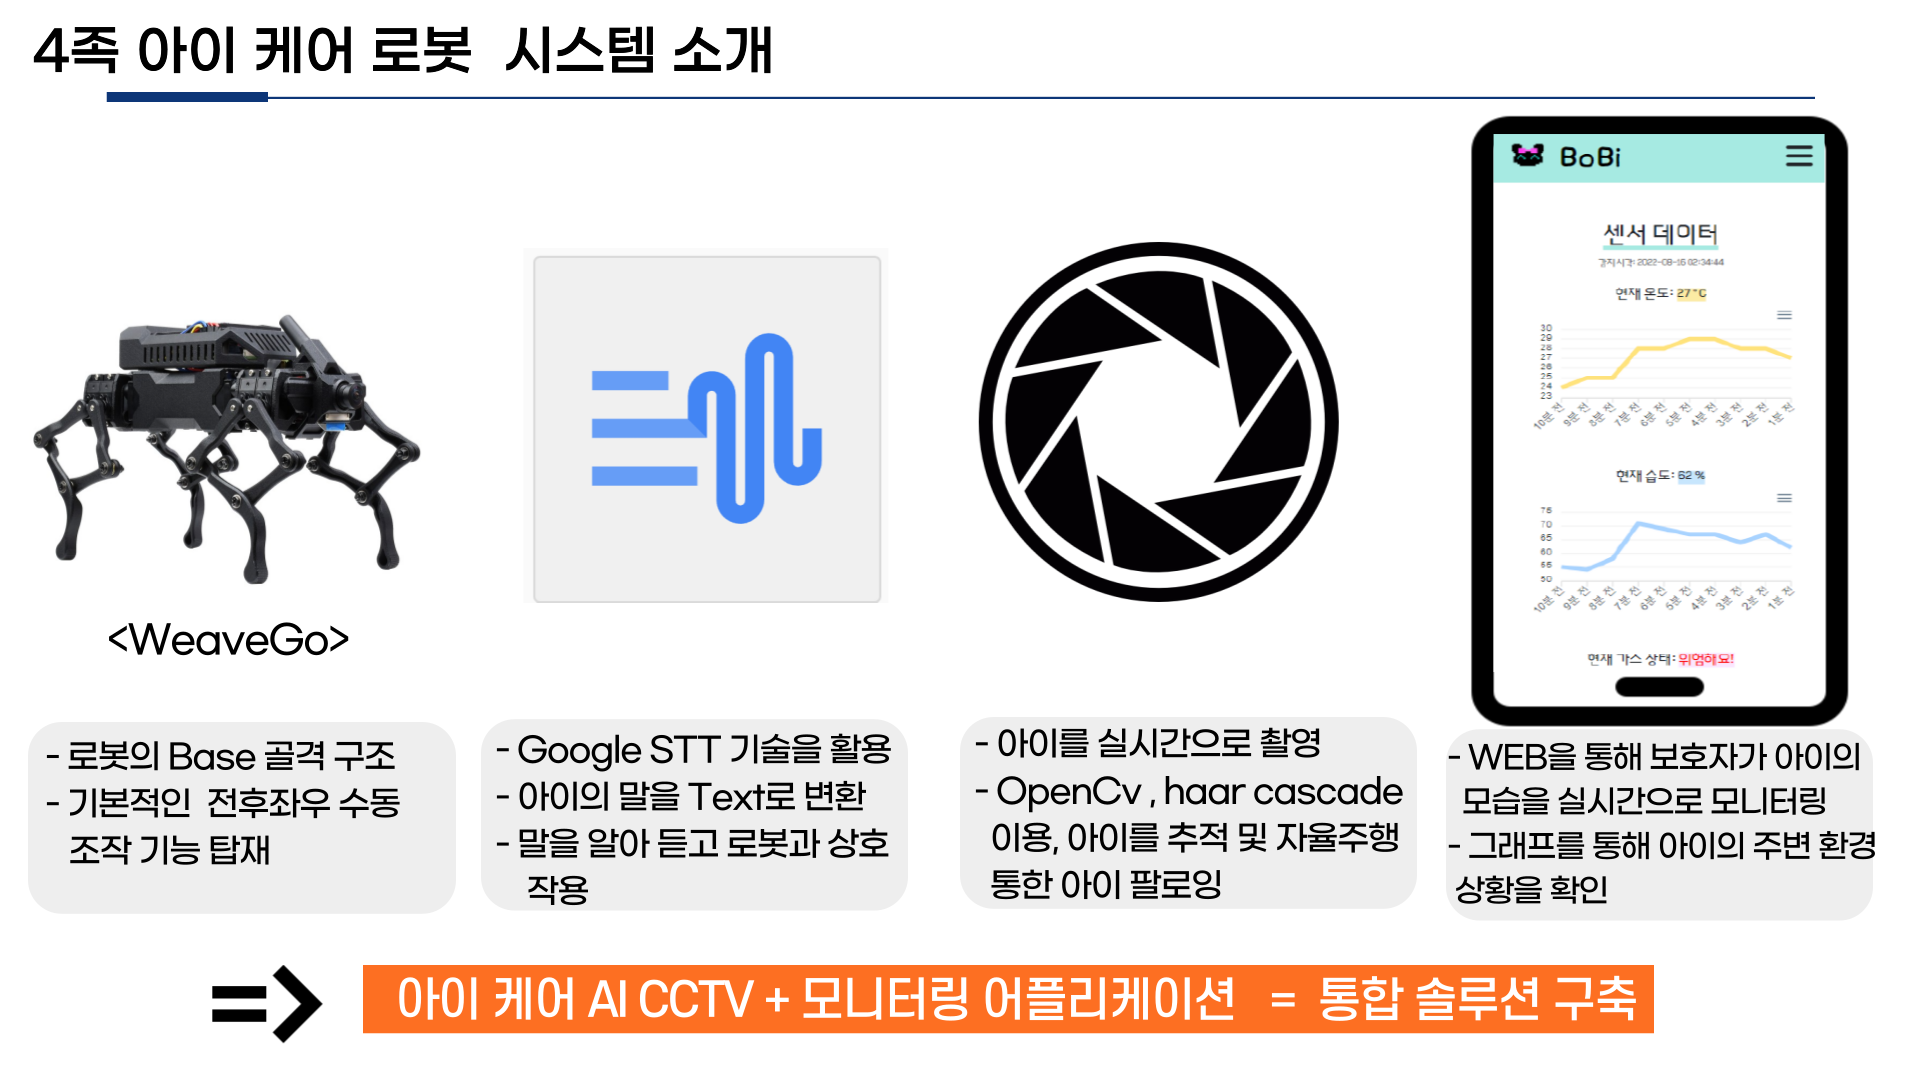 4족 아이 케어 로봇 시스템 소개
BoBi
센서 데이터
감지시간: 2022-08-16 02:34:44
현재 온도: 27°C
30
29
28
27
26
25
24
23
10분 전 9분 전 8분 전 7분 전 6분 전 5분 전 4분 전 3분 전 2분 전 1분 전
현재 습도: 62 %
75
70
65
60
55
50
10분 전 9분 전 8분 전 7분 전 6분 전 5분 전 4분 전 3분 전 2분 전 1분 전
현재 가스 상태: 위험해요!
<WeaveGo>
- 로봇의 Base 골격 구조
- 기본적인 전후좌우 수동
조작 기능 탑재
- Google STT 기술을 활용
- 아이의 말을 Text로 변환
- 말을 알아 듣고 로봇과 상호
작용
- 아이를 실시간으로 촬영
- OpenCv , haar cascade
이용, 아이를 추적 및 자율주행
통한 아이 팔로잉
- WEB을 통해 보호자가 아이의
모습을 실시간으로 모니터링
- 그래프를 통해 아이의 주변 환경
상황을 확인
=> 아이 케어 AI CCTV + 모니터링 어플리케이션 = 통합 솔루션 구축